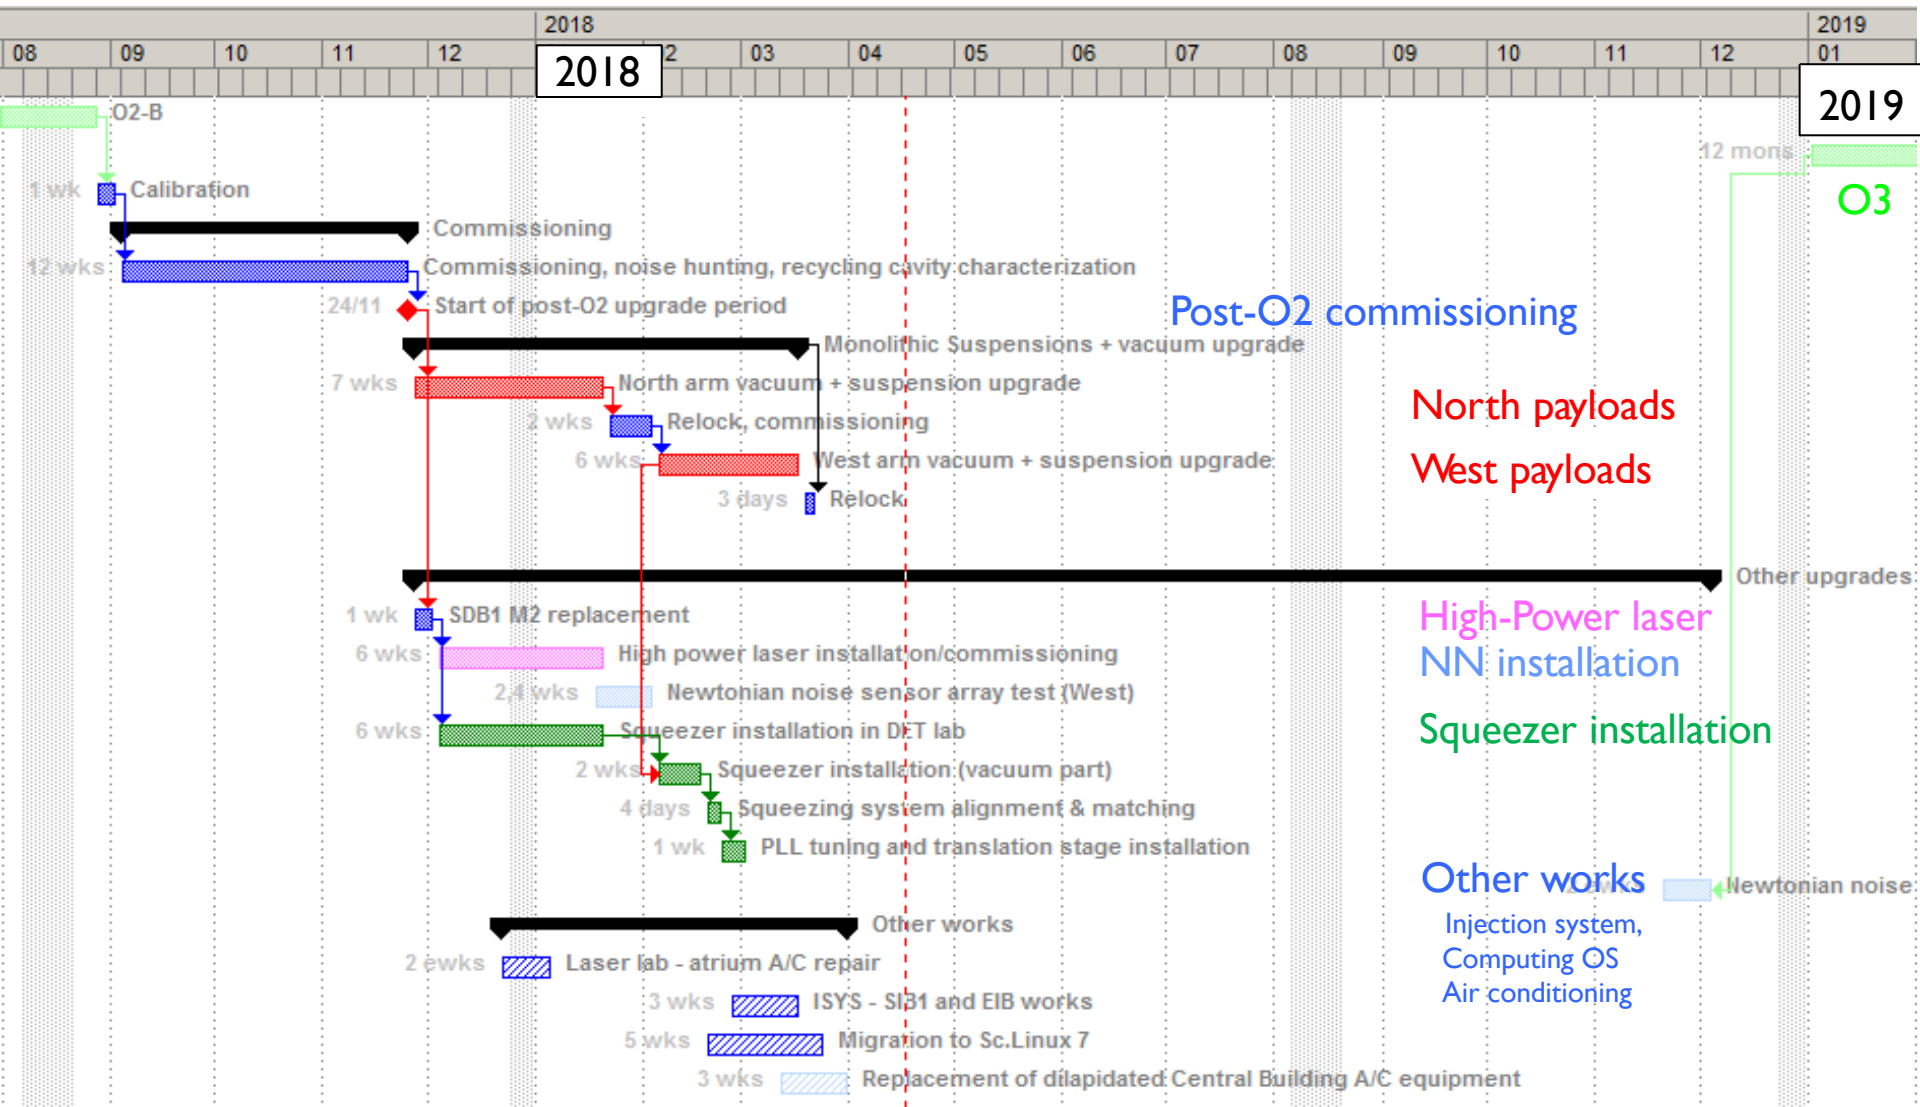 2018 2019
08 09 10 11 12 2 03 04 05 06 07 08 09 10 11 12 01
2018
2019
O2-B
12 mons
1 wk Calibration
O3
Commissioning
12 wks Commissioning, noise hunting, recycling cavity characterization
24/11 Start of post-O2 upgrade period
Post-O2 commissioning
Monolithic Suspensions + vacuum upgrade
7 wks North arm vacuum + suspension upgrade
North payloads
2 wks Relock, commissioning
6 wks West arm vacuum + suspension upgrade
West payloads
3 days Relock
Other upgrades
1 wk SDB1 M2 replacement
High-Power laser
6 wks High power laser installation/commissioning
NN installation
2,4 wks Newtonian noise sensor array test (West)
6 wks Squeezer installation in DET lab
Squeezer installation
2 wks Squeezer installation (vacuum part)
4 days Squeezing system alignment & matching
1 wk PLL tuning and translation stage installation
Other works
Newtonian noise
Other works
Injection system,
2 ewks Laser lab - atrium A/C repair
Computing OS
Air conditioning
3 wks ISYS - SIB1 and EIB works
5 wks Migration to Sc.Linux 7
3 wks Replacement of dilapidated Central Building A/C equipment